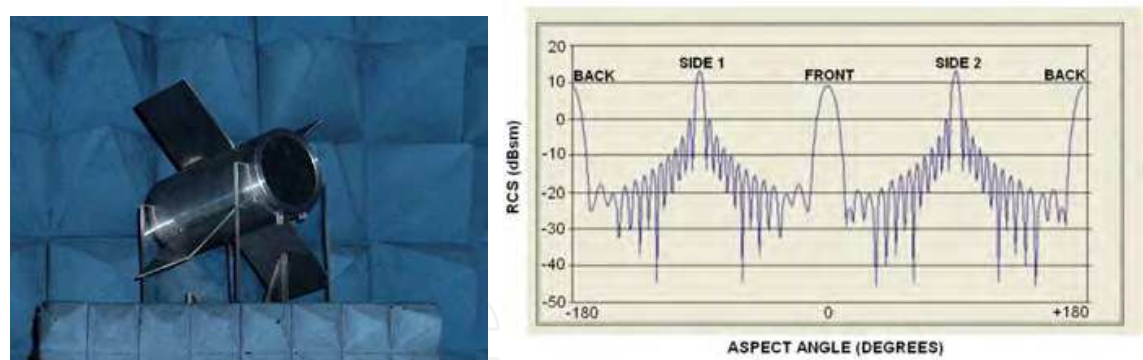 20
10
0
-10
-20
-30
-40
-50
RCS (dBsm)
BACK
SIDE 1
FRONT
SIDE 2
BACK
-180
0
+180
ASPECT ANGLE (DEGREES)